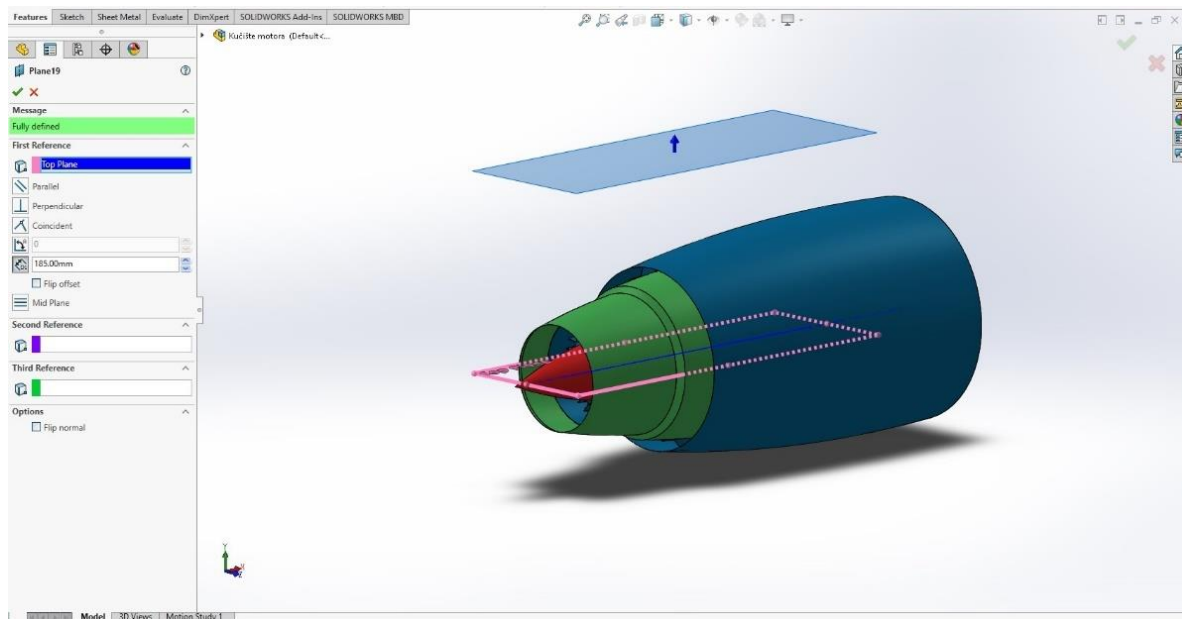 Features Sketch Sheet Metal Evaluate DimXpert SOLIDWORKS Add-Ins SOLIDWORKS MBD
Kućište motora (Default<...
Plane19
Message
Fully defined
First Reference
Top Plane
Parallel
Perpendicular
Coincident
0
185.00mm
Flip offset
Mid Plane
Second Reference
Third Reference
Options
Flip normal
Y
X
Z
Model 3D Views Motion Study 1